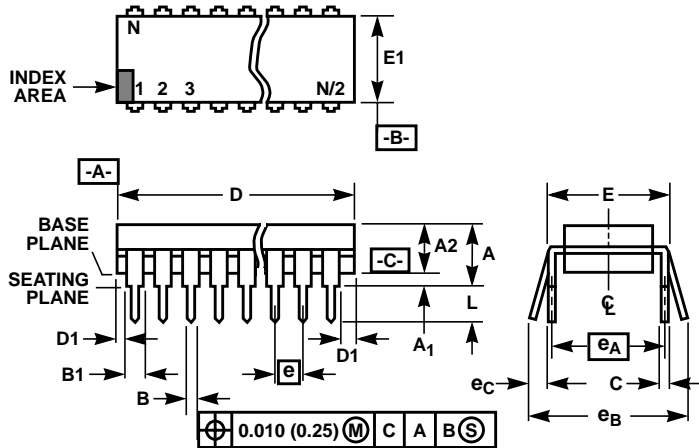 N
E1
INDEX
AREA
1 2 3 N/2
-B-
-A-
D
E
BASE
PLANE
A2
A
-C-
SEATING
PLANE
L
C
L
D1
A1
D1
eA
B1
e
eC
C
B
eB
0.010 (0.25) M C A B S